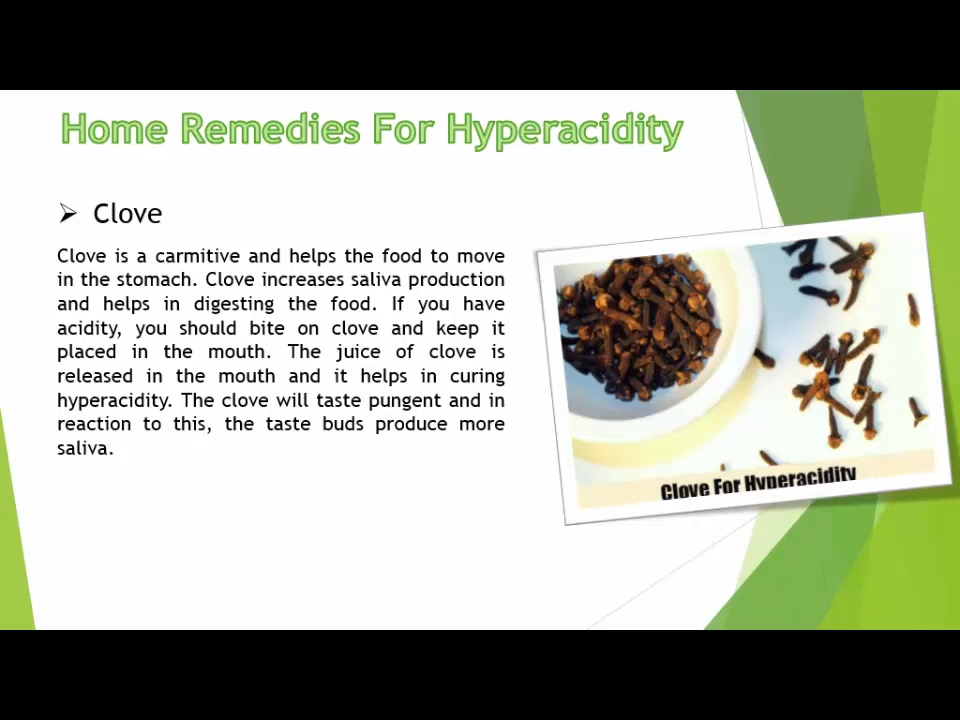 Home Remedies For Hyperacidity
➢ Clove
Clove is a carmitive and helps the food to move
in the stomach. Clove increases saliva production
and helps in digesting the food. If you have
acidity, you should bite on clove and keep it
placed in the mouth. The juice of clove is
released in the mouth and it helps in curing
hyperacidity. The clove will taste pungent and in
reaction to this, the taste buds produce more
saliva.
Clove For Hyperacidity